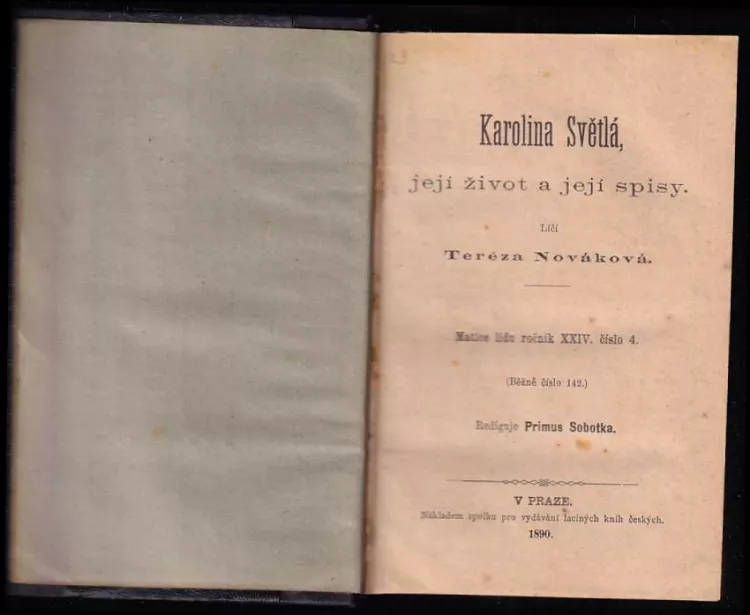 Karolina Světlá,
její život a její spisy.
Líčí
Teréza Nováková.
Matice lidu ročník XXIV. číslo 4.
(Běžné číslo 142.)
Rediguje Primus Sobotka.
V PRAZE.
Nákladem spolku pro vydávání laciných kněh českých.
1890.